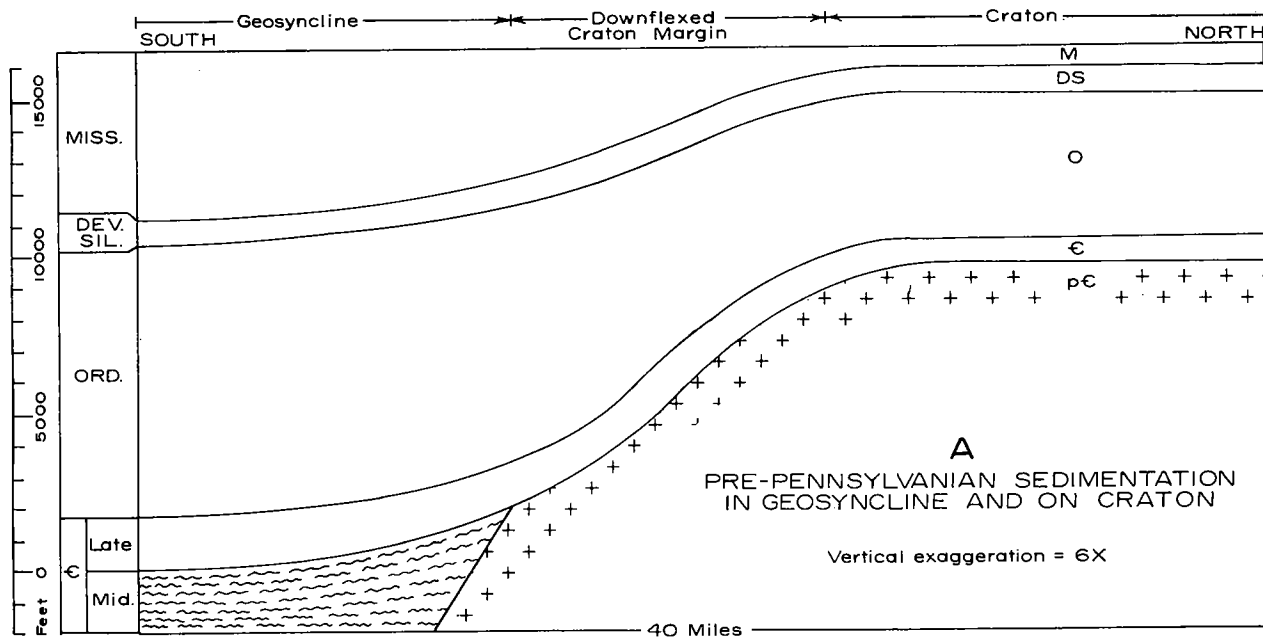 Geosyncline
Downflexed
Craton Margin
Craton
SOUTH
NORTH
M
DS
O
Є
pЄ
MISS.
DEV.
SIL.
ORD.
Late
Є
Mid.
15000
10000
5000
0
Feet
A
PRE-PENNSYLVANIAN SEDIMENTATION
IN GEOSYNCLINE AND ON CRATON
Vertical exaggeration = 6X
40 Miles